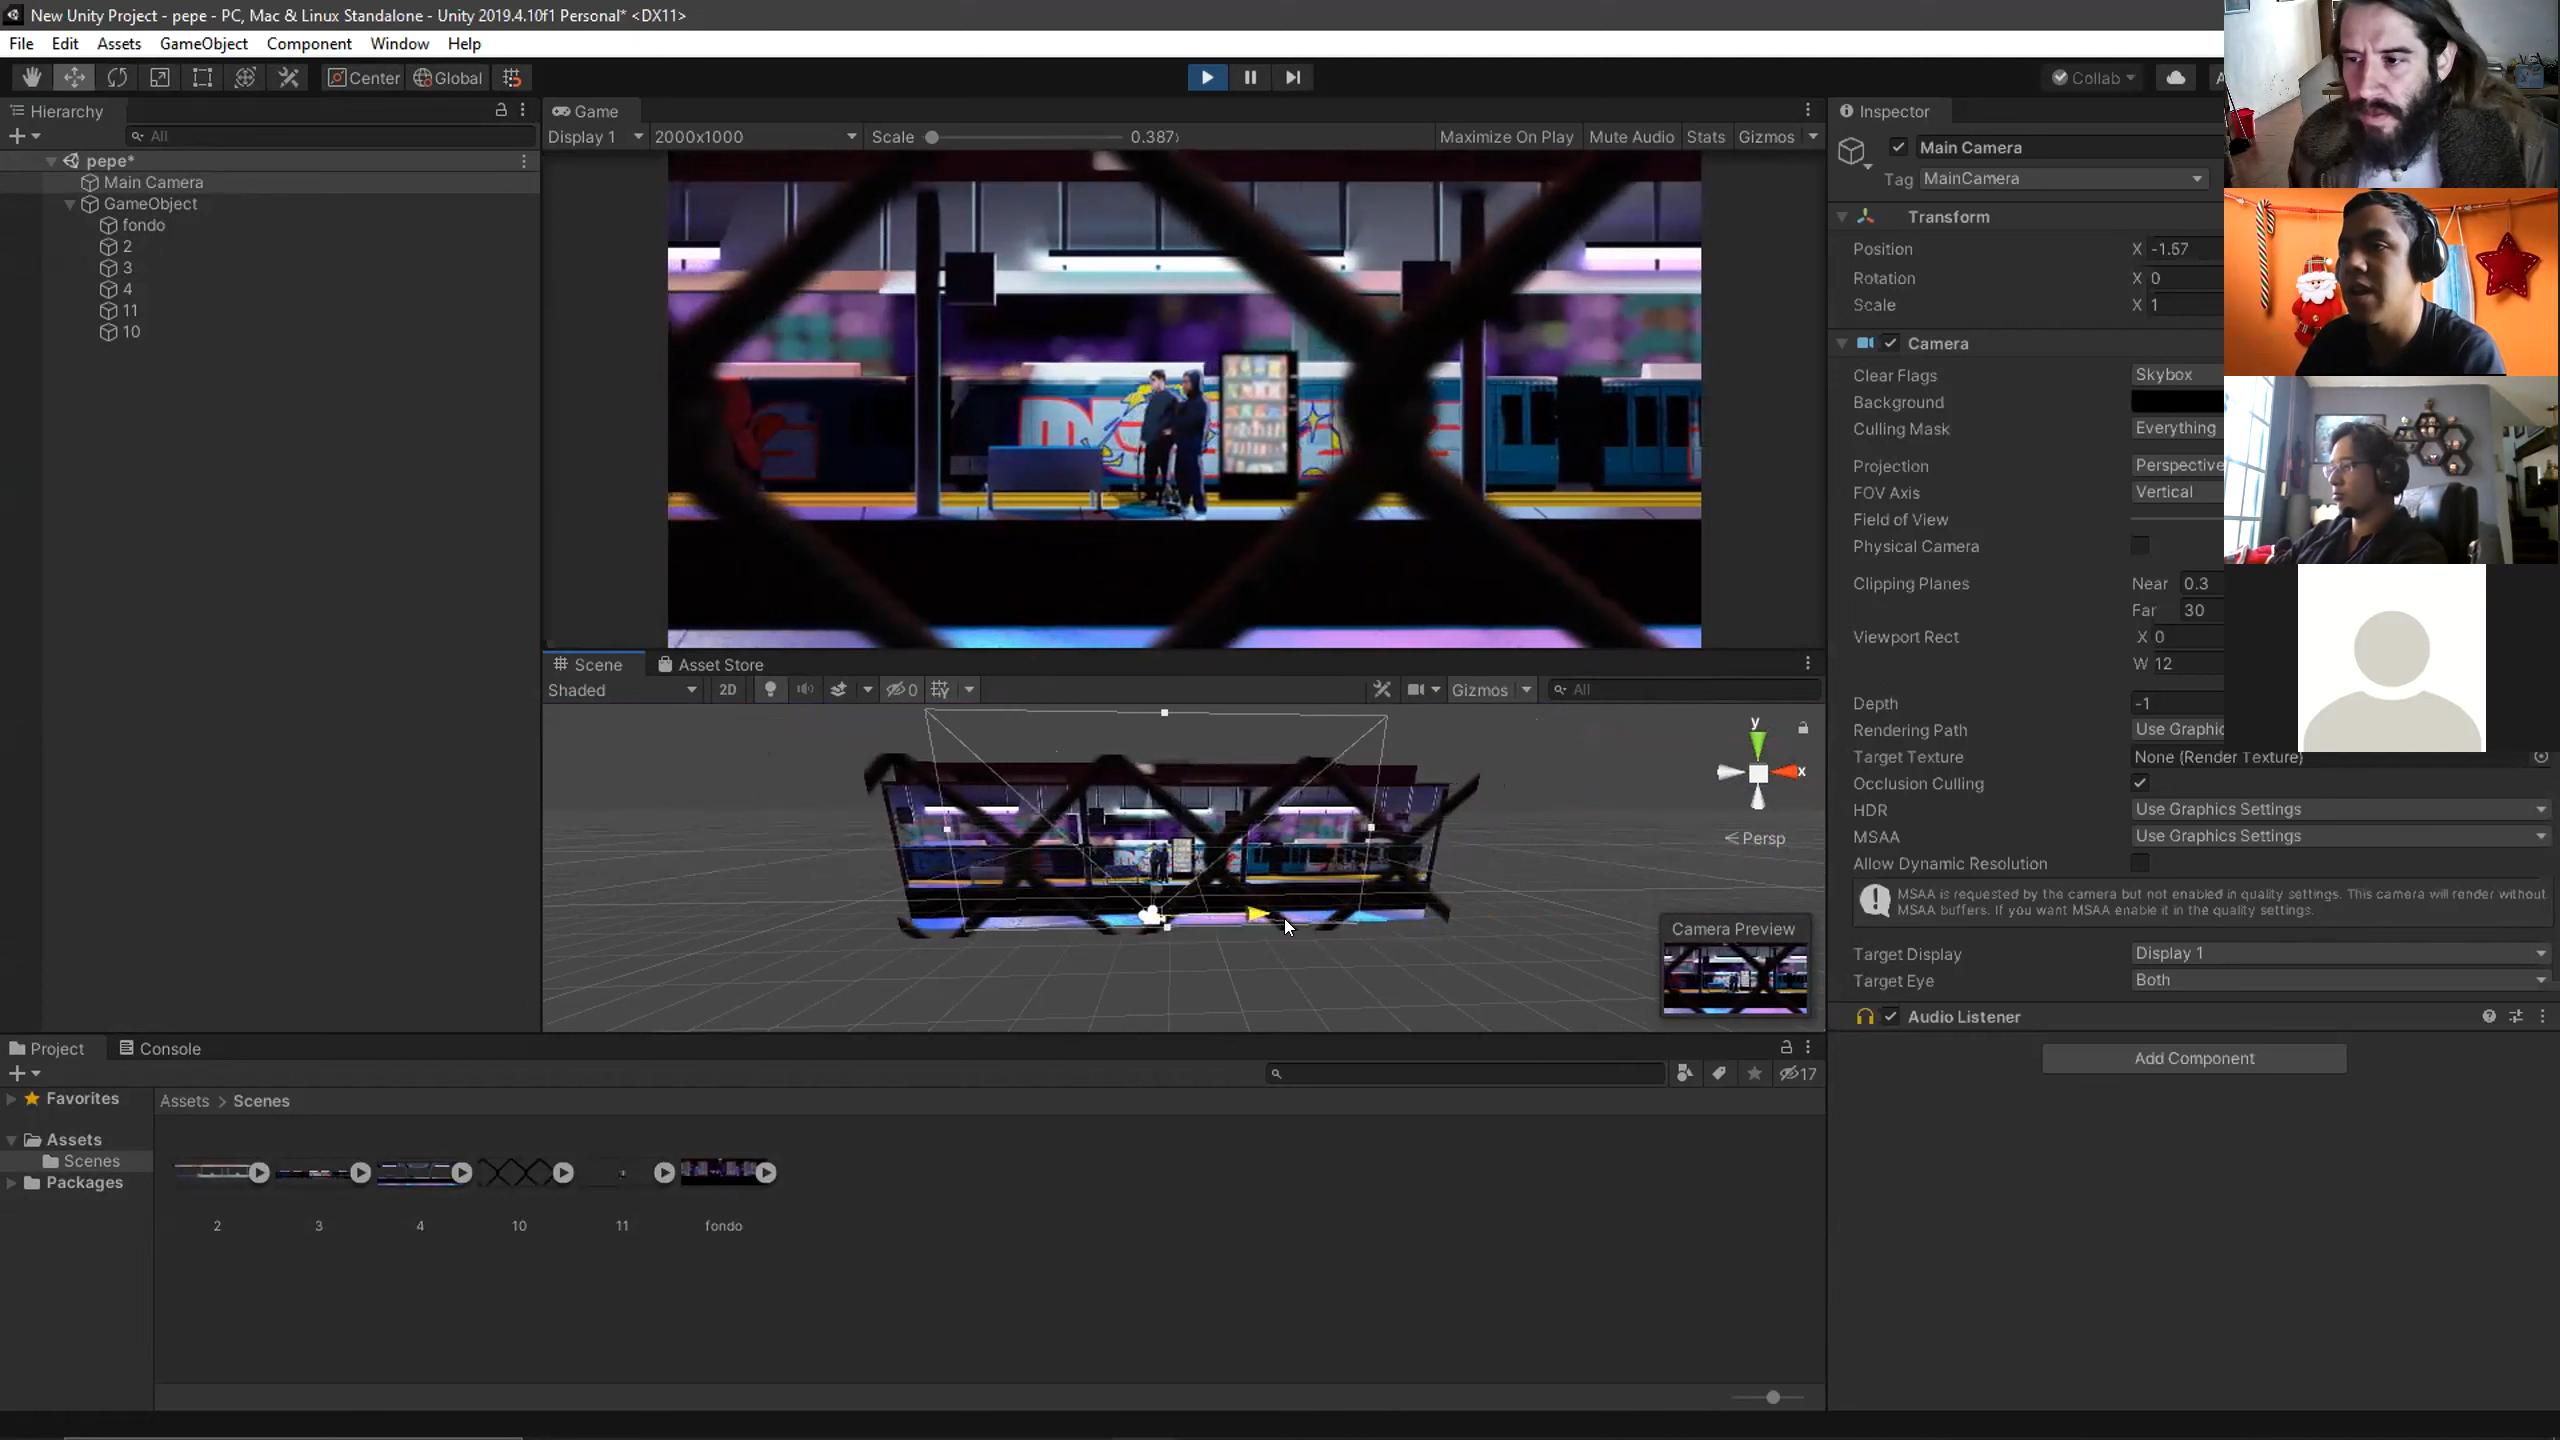 New Unity Project - pepe - PC, Mac & Linux Standalone - Unity 2019.4.10f1 Personal* <DX11>
File Edit Assets GameObject Component Window Help
Center Global Collab
Hierarchy
All
pepe*
Main Camera
GameObject
fondo
2
3
4
11
10
Game
Display 1 2000x1000 Scale 0.387x Maximize On Play Mute Audio Stats Gizmos
Scene Asset Store
Shaded 2D 0 Gizmos All
y
x
Persp
Camera Preview
Inspector
Main Camera
Tag MainCamera
Transform
Position X -1.57
Rotation X 0
Scale X 1
Camera
Clear Flags Skybox
Background
Culling Mask Everything
Projection Perspective
FOV Axis Vertical
Field of View
Physical Camera
Clipping Planes Near 0.3
Far 30
Viewport Rect X 0
W 12
Depth -1
Rendering Path Use Graphic
Target Texture None (Render Texture)
Occlusion Culling
HDR Use Graphics Settings
MSAA Use Graphics Settings
Allow Dynamic Resolution
MSAA is requested by the camera but not enabled in quality settings. This camera will render without
MSAA buffers. If you want MSAA enable it in the quality settings.
Target Display Display 1
Target Eye Both
Audio Listener
Add Component
Project Console
17
Favorites
Assets
Scenes
Packages
Assets > Scenes
2 3 4 10 11 fondo